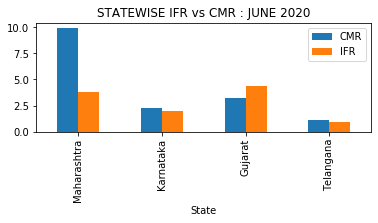 STATEWISE IFR vs CMR : JUNE 2020
10.0
7.5
5.0
2.5
0.0
CMR
IFR
Maharashtra
Karnataka
Gujarat
Telangana
State